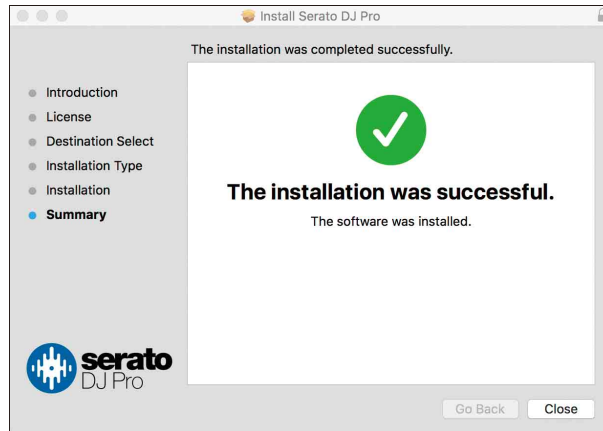 Install Serato DJ Pro
The installation was completed successfully.
Introduction
License
Destination Select
Installation Type
Installation
Summary
The installation was successful.
The software was installed.
serato
DJ Pro
Go Back
Close